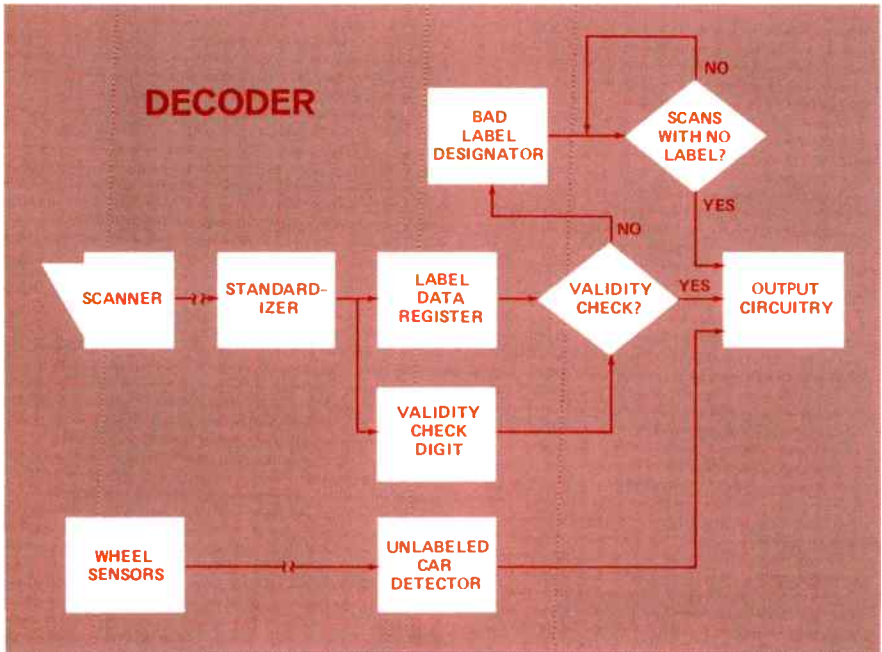 DECODER
BAD
LABEL
DESIGNATOR
SCANS
WITH NO
LABEL?
NO
YES
NO
SCANNER
STANDARD-
IZER
LABEL
DATA
REGISTER
VALIDITY
CHECK?
YES
OUTPUT
CIRCUITRY
VALIDITY
CHECK
DIGIT
WHEEL
SENSORS
UNLABELED
CAR
DETECTOR